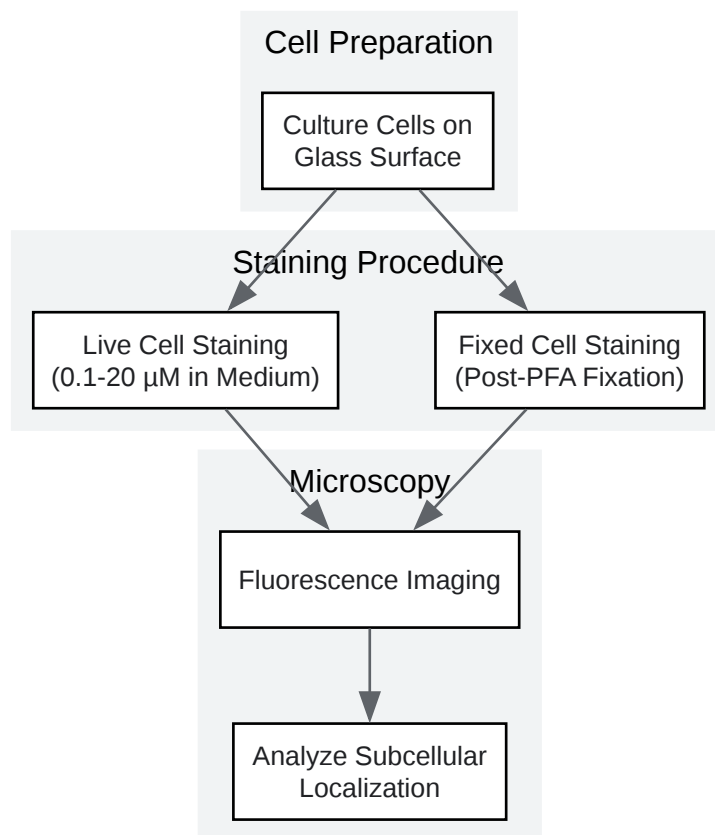 Cell Preparation
Culture Cells on
Glass Surface
Staining Procedure
Live Cell Staining
(0.1-20 µM in Medium)
Fixed Cell Staining
(Post-PFA Fixation)
Microscopy
Fluorescence Imaging
Analyze Subcellular
Localization